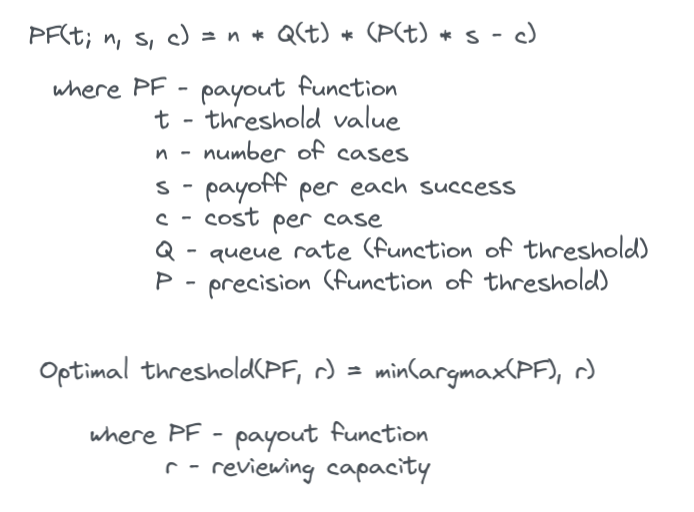 PF(t; n, s, c) = n * Q(t) * (P(t) * s - c)
where PF - payout function
t - threshold value
n - number of cases
s - payoff per each success
c - cost per case
Q - queue rate (function of threshold)
P - precision (function of threshold)
Optimal threshold(PF, r) = min(argmax(PF), r)
where PF - payout function
r - reviewing capacity